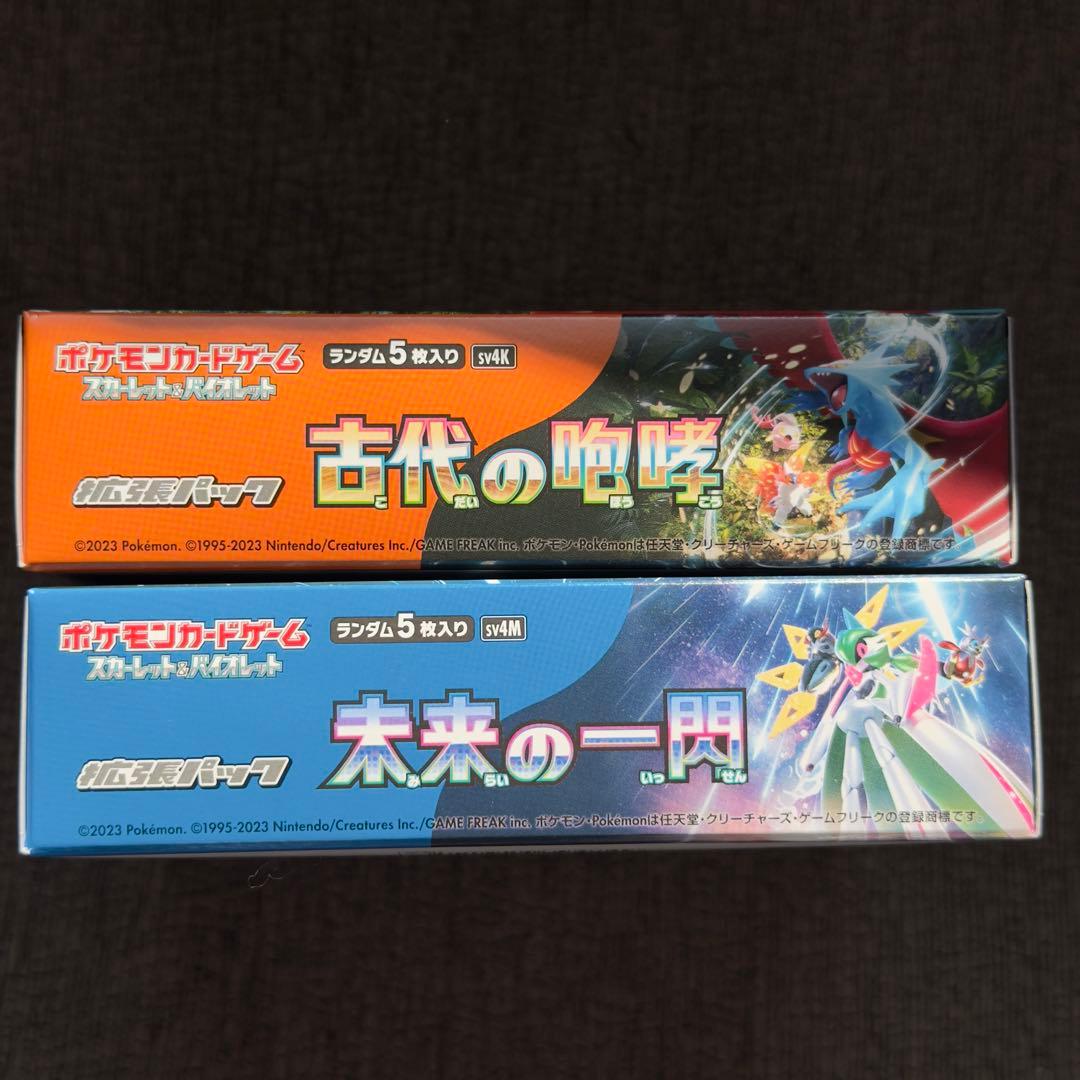 ポケモンカードゲーム™
スカーレット&バイオレット
ランダム5枚入り sv4K
古代の咆哮
こ だい ほう こう
拡張パック
©2023 Pokémon. ©1995-2023 Nintendo/Creatures Inc./GAME FREAK inc. ポケモン・Pokémonは任天堂・クリーチャーズ・ゲームフリークの登録商標です。
ポケモンカードゲーム™
スカーレット&バイオレット
ランダム5枚入り sv4M
未来の一閃
み らい いっ せん
拡張パック
©2023 Pokémon. ©1995-2023 Nintendo/Creatures Inc./GAME FREAK inc. ポケモン・Pokémonは任天堂・クリーチャーズ・ゲームフリークの登録商標です。